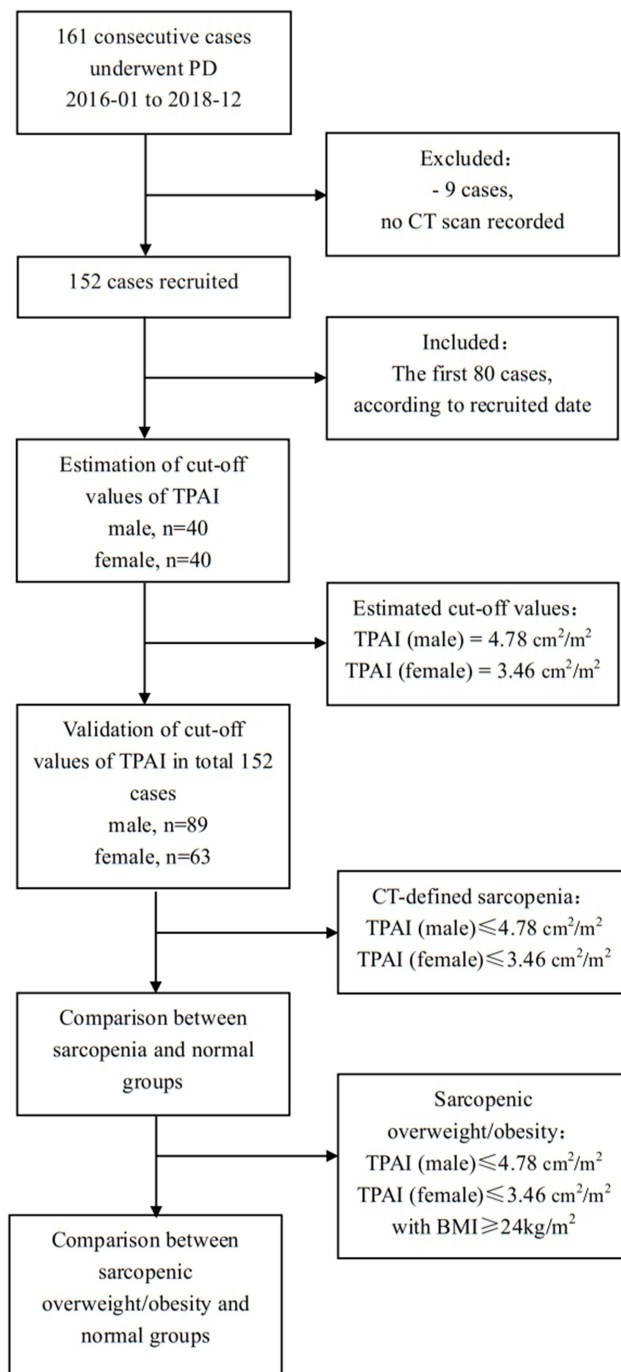 161 consecutive cases
underwent PD
2016-01 to 2018-12
Excluded：
- 9 cases,
no CT scan recorded
152 cases recruited
Included：
The first 80 cases,
according to recruited date
Estimation of cut-off
values of TPAI
male, n=40
female, n=40
Estimated cut-off values：
TPAI (male) = 4.78 cm²/m²
TPAI (female) = 3.46 cm²/m²
Validation of cut-off
values of TPAI in total 152
cases
male, n=89
female, n=63
CT-defined sarcopenia：
TPAI (male)≤4.78 cm²/m²
TPAI (female)≤3.46 cm²/m²
Comparison between
sarcopenia and normal
groups
Sarcopenic
overweight/obesity：
TPAI (male)≤4.78 cm²/m²
TPAI (female)≤3.46 cm²/m²
with BMI≥24kg/m²
Comparison between
sarcopenic
overweight/obesity and
normal groups